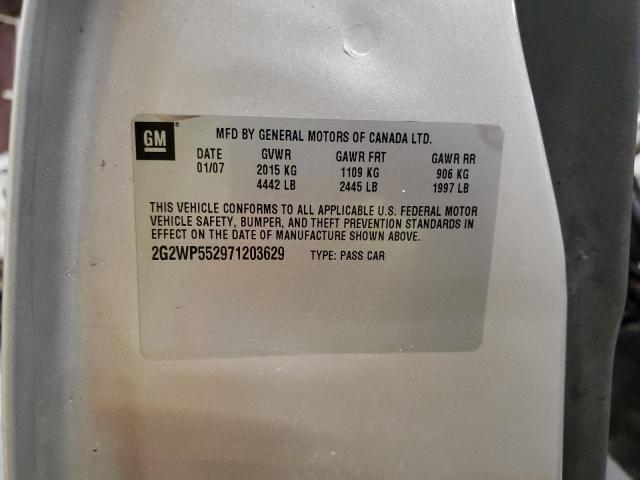 GM MFD BY GENERAL MOTORS OF CANADA LTD.
DATE GVWR GAWR FRT GAWR RR
01/07 2015 KG 1109 KG 906 KG
4442 LB 2445 LB 1997 LB
THIS VEHICLE CONFORMS TO ALL APPLICABLE U.S. FEDERAL MOTOR
VEHICLE SAFETY, BUMPER, AND THEFT PREVENTION STANDARDS IN
EFFECT ON THE DATE OF MANUFACTURE SHOWN ABOVE.
2G2WP552971203629 TYPE: PASS CAR